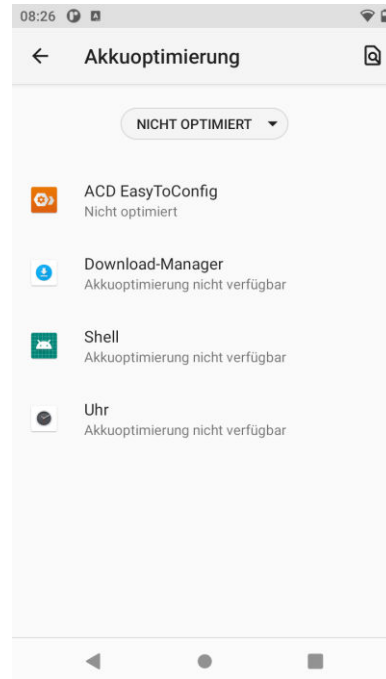 08:26
Akkuoptimierung
NICHT OPTIMIERT
ACD EasyToConfig
Nicht optimiert
Download-Manager
Akkuoptimierung nicht verfügbar
Shell
Akkuoptimierung nicht verfügbar
Uhr
Akkuoptimierung nicht verfügbar